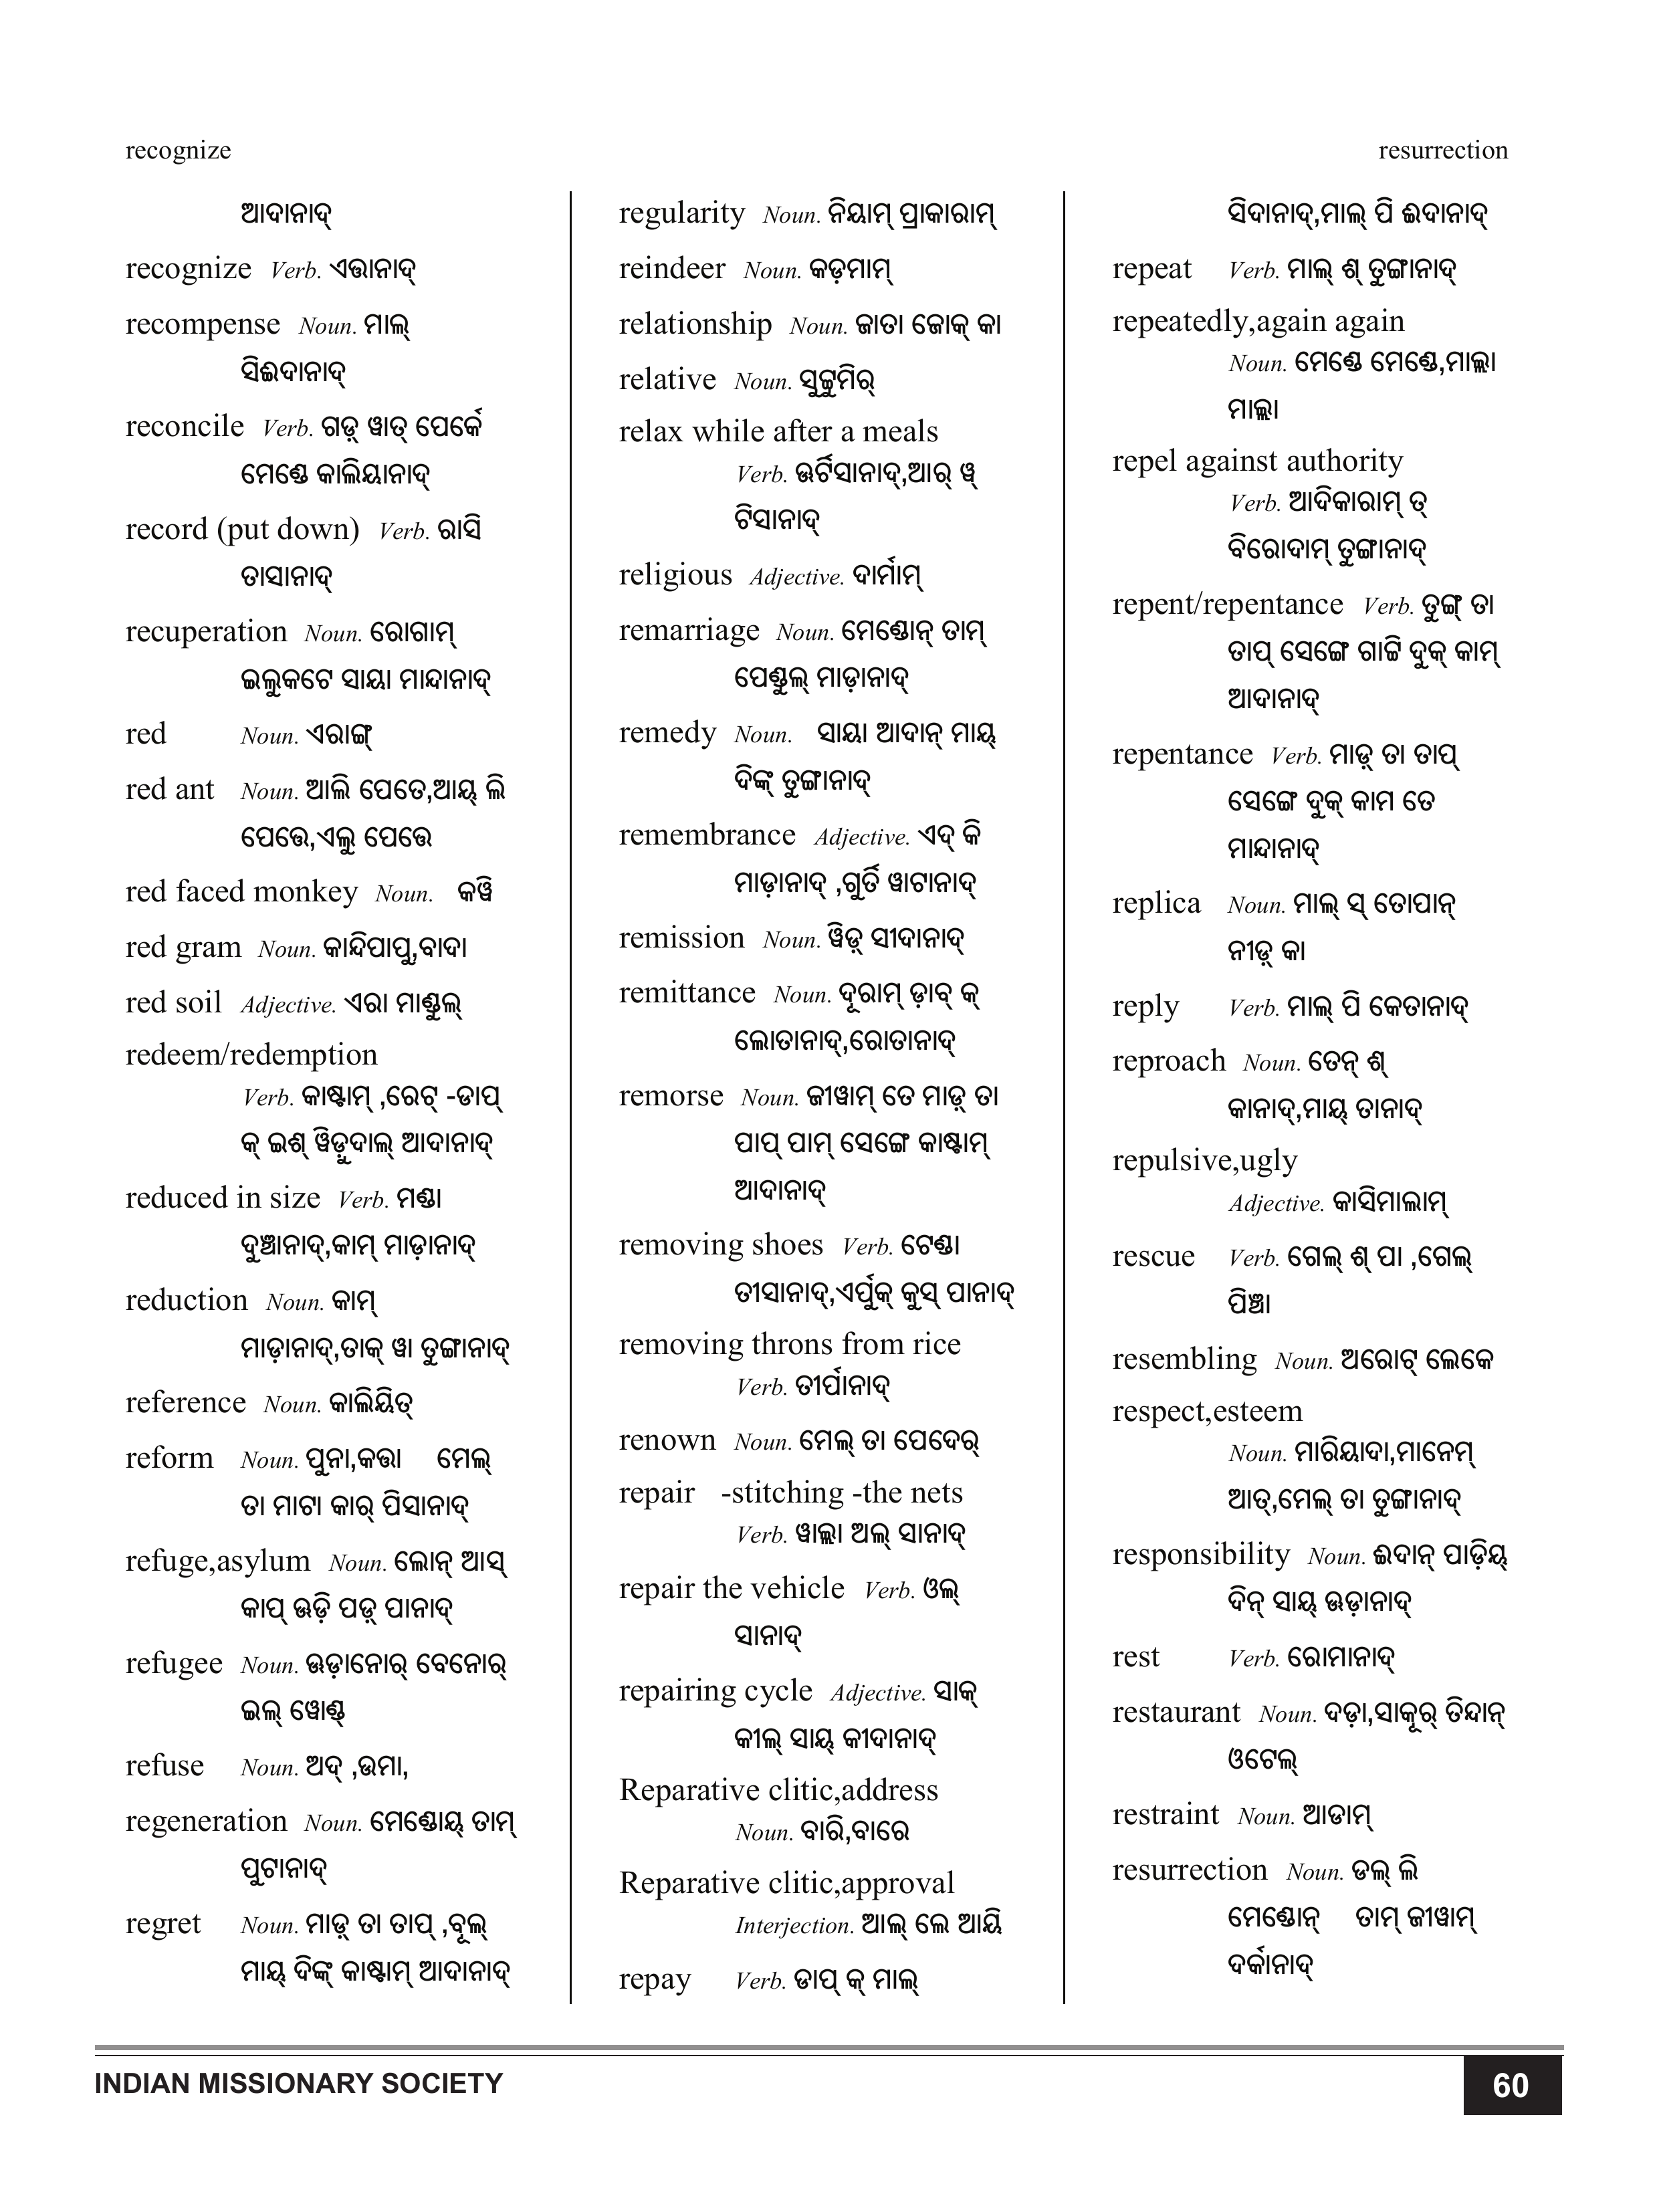 recognize
resurrection
ଆଦାନାଦ୍
recognize Verb. ଏତ୍ତାନାଦ୍
recompense Noun. ମାଲ୍
ସିଈଦାନାଦ୍
reconcile Verb. ଗଡ଼୍ ୱାତ୍ ପେର୍କେ
ମେଣ୍ଡେ କାଲିୟାନାଦ୍
record (put down) Verb. ରାସି
ତାସାନାଦ୍
recuperation Noun. ରୋଗାମ୍
ଇଲୁକଟେ ସାୟା ମାନ୍ଦାନାଦ୍
red Noun. ଏରାଙ୍ଗ୍
red ant Noun. ଆଲି ପେତେ,ଆୟ୍ ଲି
ପେତ୍ତେ,ଏଲୁ ପେତ୍ତେ
red faced monkey Noun. କୱି
red gram Noun. କାନ୍ଦିପାପୁ,ବାଦା
red soil Adjective. ଏରା ମାଣ୍ଡୁଲ୍
redeem/redemption
Verb. କାଷ୍ଟାମ୍ ,ରେଟ୍ -ଡାପ୍
କ୍ ଇଶ୍ ୱିଡ଼ୁଦାଲ୍ ଆଦାନାଦ୍
reduced in size Verb. ମଣ୍ଡା
ଦୁଞ୍ଚାନାଦ୍,କାମ୍ ମାଡ଼ାନାଦ୍
reduction Noun. କାମ୍
ମାଡ଼ାନାଦ୍,ତାକ୍ ୱା ତୁଙ୍ଗାନାଦ୍
reference Noun. କାଲିୟିତ୍
reform Noun. ପୁନା,କତ୍ତା ମେଲ୍
ତା ମାଟା କାର୍ ପିସାନାଦ୍
refuge,asylum Noun. ଲୋନ୍ ଆସ୍
କାପ୍ ଊଡ଼ି ପଡ଼୍ ପାନାଦ୍
refugee Noun. ଊଡ଼ାନୋର୍ ବେନୋର୍
ଇଲ୍ ୱୋଣ୍ଡ୍
refuse Noun. ଅଦ୍ ,ଉମା,
regeneration Noun. ମେଣ୍ଡୋୟ୍ ତାମ୍
ପୁଟାନାଦ୍
regret Noun. ମାଡ଼୍ ତା ତାପ୍ ,ବୂଲ୍
ମାୟ୍ ଦିଙ୍କ୍ କାଷ୍ଟାମ୍ ଆଦାନାଦ୍
regularity Noun. ନିୟାମ୍ ପ୍ରାକାରାମ୍
reindeer Noun. କଡ଼ମାମ୍
relationship Noun. ଜାତା ଜୋକ୍ କା
relative Noun. ସୁଟୁମିର୍
relax while after a meals
Verb. ଊର୍ଟିସାନାଦ୍,ଆର୍ ୱ୍
ଟିସାନାଦ୍
religious Adjective. ଦାର୍ମାମ୍
remarriage Noun. ମେଣ୍ଡୋନ୍ ତାମ୍
ପେଣ୍ଡୁଲ୍ ମାଡ଼ାନାଦ୍
remedy Noun. ସାୟା ଆଦାନ୍ ମାୟ୍
ଦିଙ୍କ୍ ତୁଙ୍ଗାନାଦ୍
remembrance Adjective. ଏଦ୍ କି
ମାଡ଼ାନାଦ୍ ,ଗୁର୍ତି ୱାଟାନାଦ୍
remission Noun. ୱିଡ଼୍ ସୀଦାନାଦ୍
remittance Noun. ଦୂରାମ୍ ଡ଼ାବ୍ କ୍
ଲୋତାନାଦ୍,ରୋତାନାଦ୍
remorse Noun. ଜୀୱାମ୍ ତେ ମାଡ଼୍ ତା
ପାପ୍ ପାମ୍ ସେଙ୍ଗେ କାଷ୍ଟାମ୍
ଆଦାନାଦ୍
removing shoes Verb. ଟେଣ୍ଡା
ତୀସାନାଦ୍,ଏର୍ପୁକ୍ କୁସ୍ ପାନାଦ୍
removing throns from rice
Verb. ତୀର୍ପାନାଦ୍
renown Noun. ମେଲ୍ ତା ପେଦେର୍
repair -stitching -the nets
Verb. ୱାଲ୍ଲା ଅଲ୍ ସାନାଦ୍
repair the vehicle Verb. ଓଲ୍
ସାନାଦ୍
repairing cycle Adjective. ସାକ୍
କୀଲ୍ ସାୟ୍ କୀଦାନାଦ୍
Reparative clitic,address
Noun. ବାରି,ବାରେ
Reparative clitic,approval
Interjection. ଆଲ୍ ଲେ ଆୟି
repay Verb. ଡାପ୍ କ୍ ମାଲ୍
ସିଦାନାଦ୍,ମାଲ୍ ପି ଈଦାନାଦ୍
repeat Verb. ମାଲ୍ ଶ୍ ତୁଙ୍ଗାନାଦ୍
repeatedly,again again
Noun. ମେଣ୍ଡେ ମେଣ୍ଡେ,ମାଲ୍ଲା
ମାଲ୍ଲା
repel against authority
Verb. ଆଦିକାରାମ୍ ତ୍
ବିରୋଦାମ୍ ତୁଙ୍ଗାନାଦ୍
repent/repentance Verb. ତୁଙ୍ଗ୍ ତା
ତାପ୍ ସେଙ୍ଗେ ଗାଟ୍ଟି ଦୁକ୍ କାମ୍
ଆଦାନାଦ୍
repentance Verb. ମାଡ଼୍ ତା ତାପ୍
ସେଙ୍ଗେ ଦୁକ୍ କାମ ତେ
ମାନ୍ଦାନାଦ୍
replica Noun. ମାଲ୍ ସ୍ ତୋପାନ୍
ନୀଡ଼୍ କା
reply Verb. ମାଲ୍ ପି କେତାନାଦ୍
reproach Noun. ତେନ୍ ଶ୍
କାନାଦ୍,ମାୟ୍ ତାନାଦ୍
repulsive,ugly
Adjective. କାସିମାଲାମ୍
rescue Verb. ଗେଲ୍ ଶ୍ ପା ,ଗେଲ୍
ପିଞ୍ଚା
resembling Noun. ଅରୋଟ୍ ଲେକେ
respect,esteem
Noun. ମାରିୟାଦା,ମାନେମ୍
ଆତ୍,ମେଲ୍ ତା ତୁଙ୍ଗାନାଦ୍
responsibility Noun. ଈଦାନ୍ ପାଡ଼ିୟ୍
ଦିନ୍ ସାୟ୍ ଊଡ଼ାନାଦ୍
rest Verb. ରୋମାନାଦ୍
restaurant Noun. ଦଡ଼ା,ସାକୂର୍ ତିନ୍ଦାନ୍
ଓଟେଲ୍
restraint Noun. ଆଡାମ୍
resurrection Noun. ଡଲ୍ ଲି
ମେଣ୍ଡୋନ୍ ତାମ୍ ଜୀୱାମ୍
ଦର୍କାନାଦ୍
INDIAN MISSIONARY SOCIETY
60